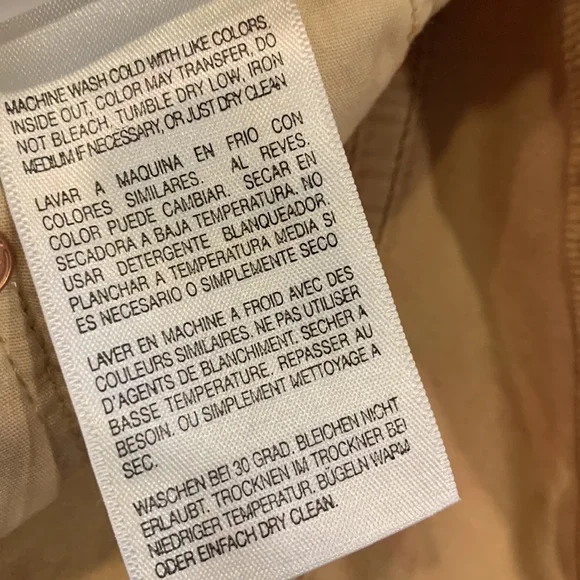 MACHINE WASH COLD WITH LIKE COLORS
INSIDE OUT, COLOR MAY TRANSFER, DO
NOT BLEACH, TUMBLE DRY LOW, IRON
MEDIUM IF NECESSARY, OR JUST DRY CLEAN
LAVAR A MAQUINA EN FRIO CON
COLORES SIMILARES AL REVES.
COLOR PUEDE CAMBIAR. SECAR EN
SECADORA A BAJA TEMPERATURA. NO
USAR DETERGENTE BLANQUEADOR.
PLANCHAR A TEMPERATURA MEDIA SI
ES NECESARIO O SIMPLEMENTE SECO
LAVER EN MACHINE A FROID AVEC DES
COULEURS SIMILAIRES. NE PAS UTILISER
D'AGENTS DE BLANCHIMENT. SECHER A
BASSE TEMPERATURE. REPASSER AU
BESOIN. OU SIMPLEMENT METTOYAGE A
SEC.
WASCHEN BEI 30 GRAD. BLEICHEN NICHT
ERLAUBT. TROCKNEN IM TROCKNER BEI
NIEDRIGER TEMPERATUR. BÜGELN WARM
ODER EINFACH DRY CLEAN.